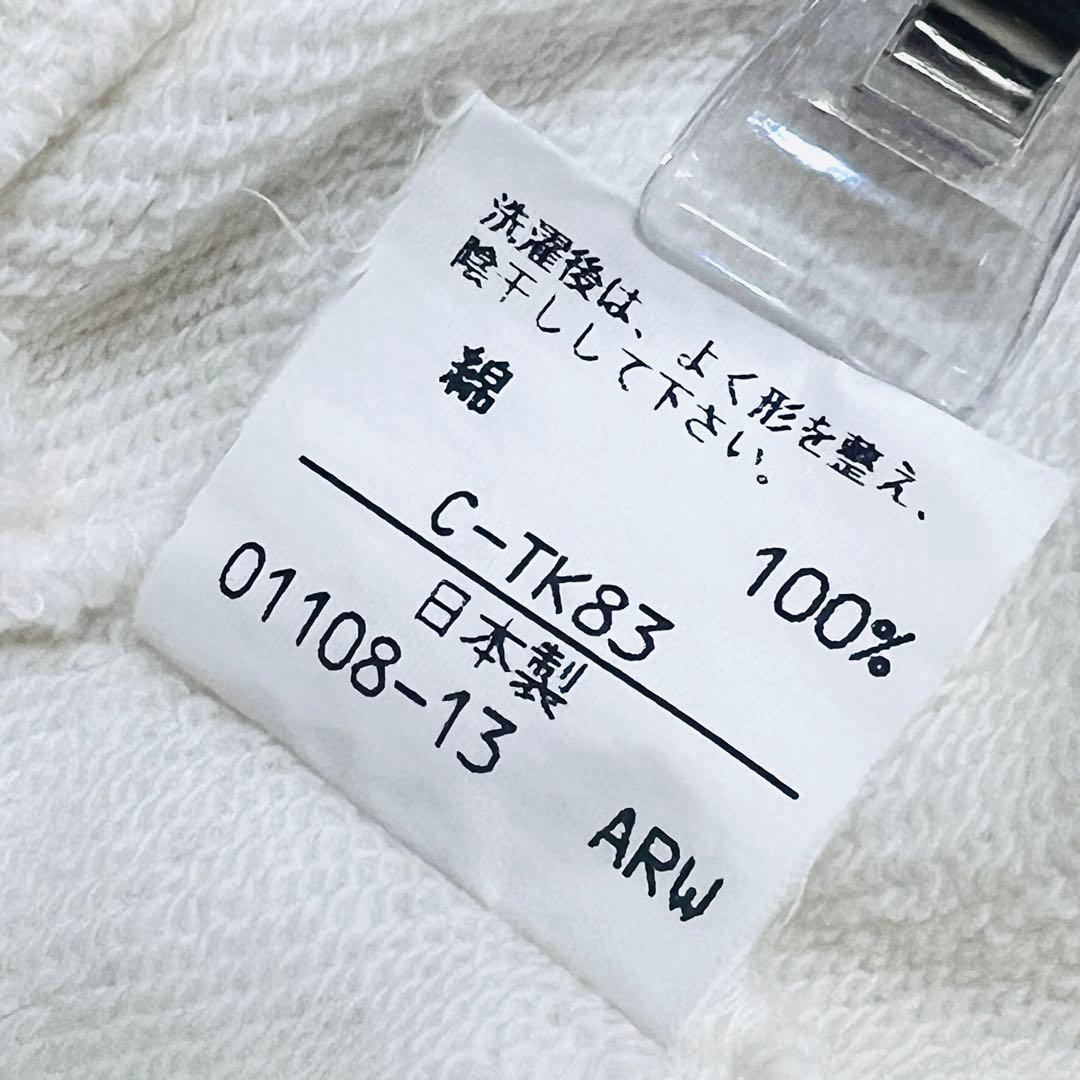 洗濯後は、よく形を整え、
陰干しして下さい。
綿 100%
C-TK83
日本製
01108-13
ARW